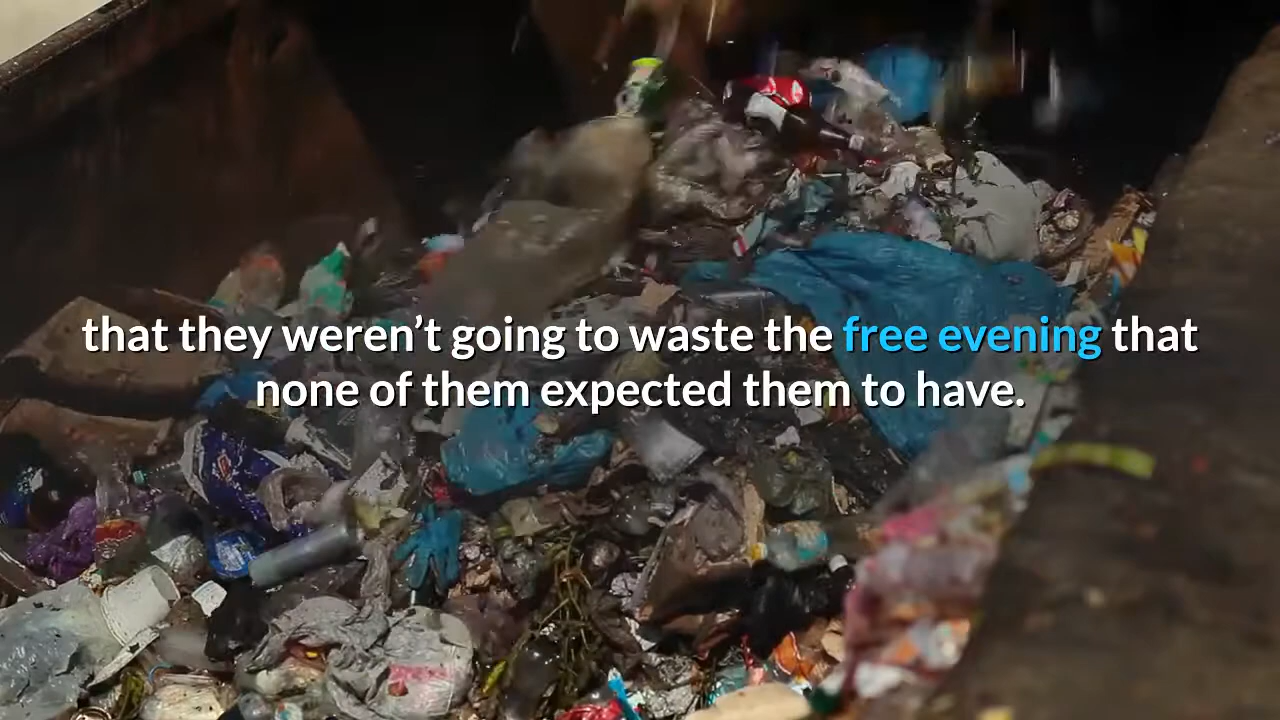 that they weren’t going to waste the free evening that
none of them expected them to have.